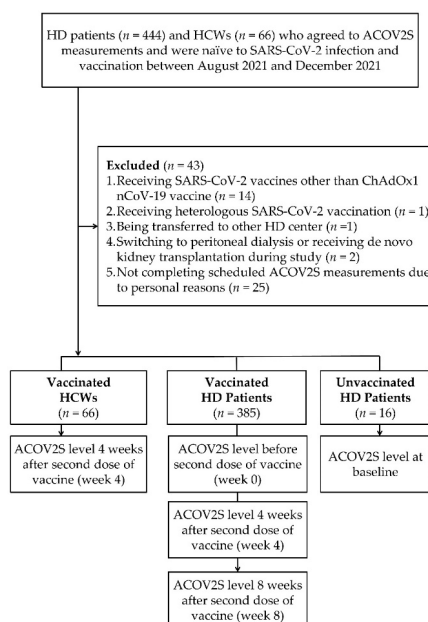 HD patients (n = 444) and HCWs (n = 66) who agreed to ACOV2S
measurements and were naïve to SARS-CoV-2 infection and
vaccination between August 2021 and December 2021
Excluded (n = 43)
1.Receiving SARS-CoV-2 vaccines other than ChAdOx1
nCoV-19 vaccine (n = 14)
2.Receiving heterologous SARS-CoV-2 vaccination (n = 1)
3.Being transferred to other HD center (n =1)
4.Switching to peritoneal dialysis or receiving de novo
kidney transplantation during study (n = 2)
5.Not completing scheduled ACOV2S measurements due
to personal reasons (n = 25)
Vaccinated
HCWs
(n = 66)
ACOV2S level 4 weeks
after second dose of
vaccine (week 4)
Vaccinated
HD Patients
(n = 385)
ACOV2S level before
second dose of vaccine
(week 0)
ACOV2S level 4 weeks
after second dose of
vaccine (week 4)
ACOV2S level 8 weeks
after second dose of
vaccine (week 8)
Unvaccinated
HD Patients
(n = 16)
ACOV2S level at
baseline